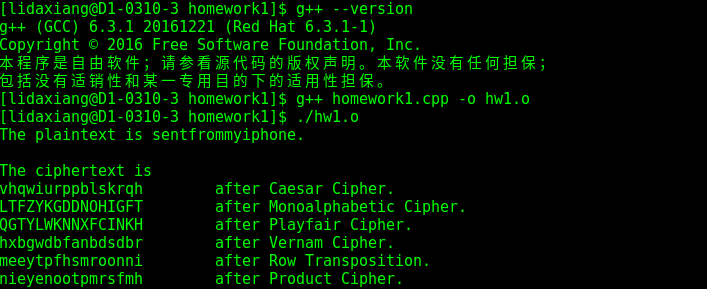 [lidaxiang@D1-0310-3 homework1]$ g++ --version
g++ (GCC) 6.3.1 20161221 (Red Hat 6.3.1-1)
Copyright © 2016 Free Software Foundation, Inc.
本程序是自由软件；请参看源代码的版权声明。本软件没有任何担保；
包括没有适销性和某一专用目的下的适用性担保。
[lidaxiang@D1-0310-3 homework1]$ g++ homework1.cpp -o hw1.o
[lidaxiang@D1-0310-3 homework1]$ ./hw1.o
The plaintext is sentfrommyiphone.
The ciphertext is
vhqwiurppblskrqh        after Caesar Cipher.
LTFZYKGDDNOHIGFT        after Monoalphabetic Cipher.
QGTYLWKNNXFCINKH        after Playfair Cipher.
hxbgwdbfanbdsdbr        after Vernam Cipher.
meeytpfhsmroonni        after Row Transposition.
nieyenootpmrsfmh        after Product Cipher.